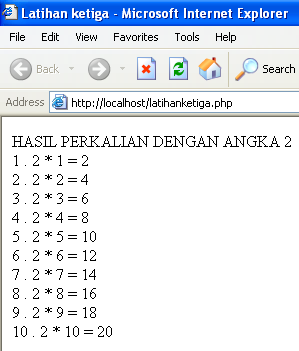 Latihan ketiga - Microsoft Internet Explorer
File Edit View Favorites Tools Help
Back Search
Address http://localhost/latihanketiga.php
HASIL PERKALIAN DENGAN ANGKA 2
1 . 2 * 1 = 2
2 . 2 * 2 = 4
3 . 2 * 3 = 6
4 . 2 * 4 = 8
5 . 2 * 5 = 10
6 . 2 * 6 = 12
7 . 2 * 7 = 14
8 . 2 * 8 = 16
9 . 2 * 9 = 18
10 . 2 * 10 = 20